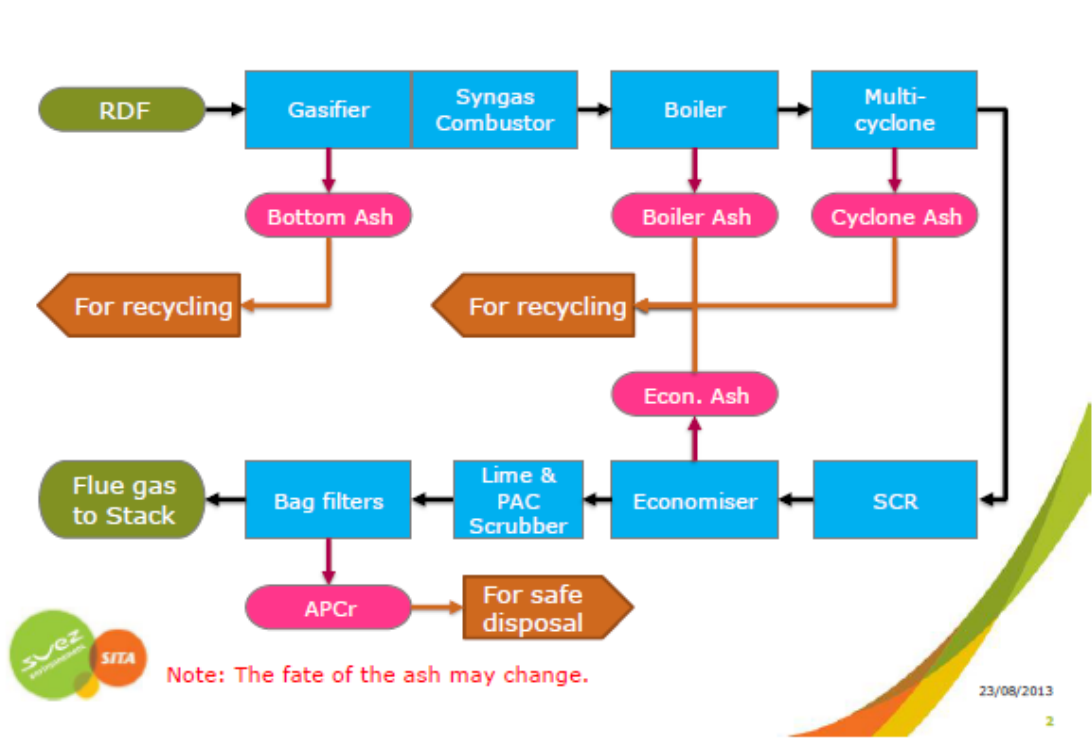 RDF
Gasifier
Syngas
Combustor
Boiler
Multi-
cyclone
Bottom Ash
Boiler Ash
Cyclone Ash
For recycling
For recycling
Econ. Ash
Flue gas
to Stack
Bag filters
Lime &
PAC
Scrubber
Economiser
SCR
APCr
For safe
disposal
suez
SITA
Note: The fate of the ash may change.
23/08/2013
2